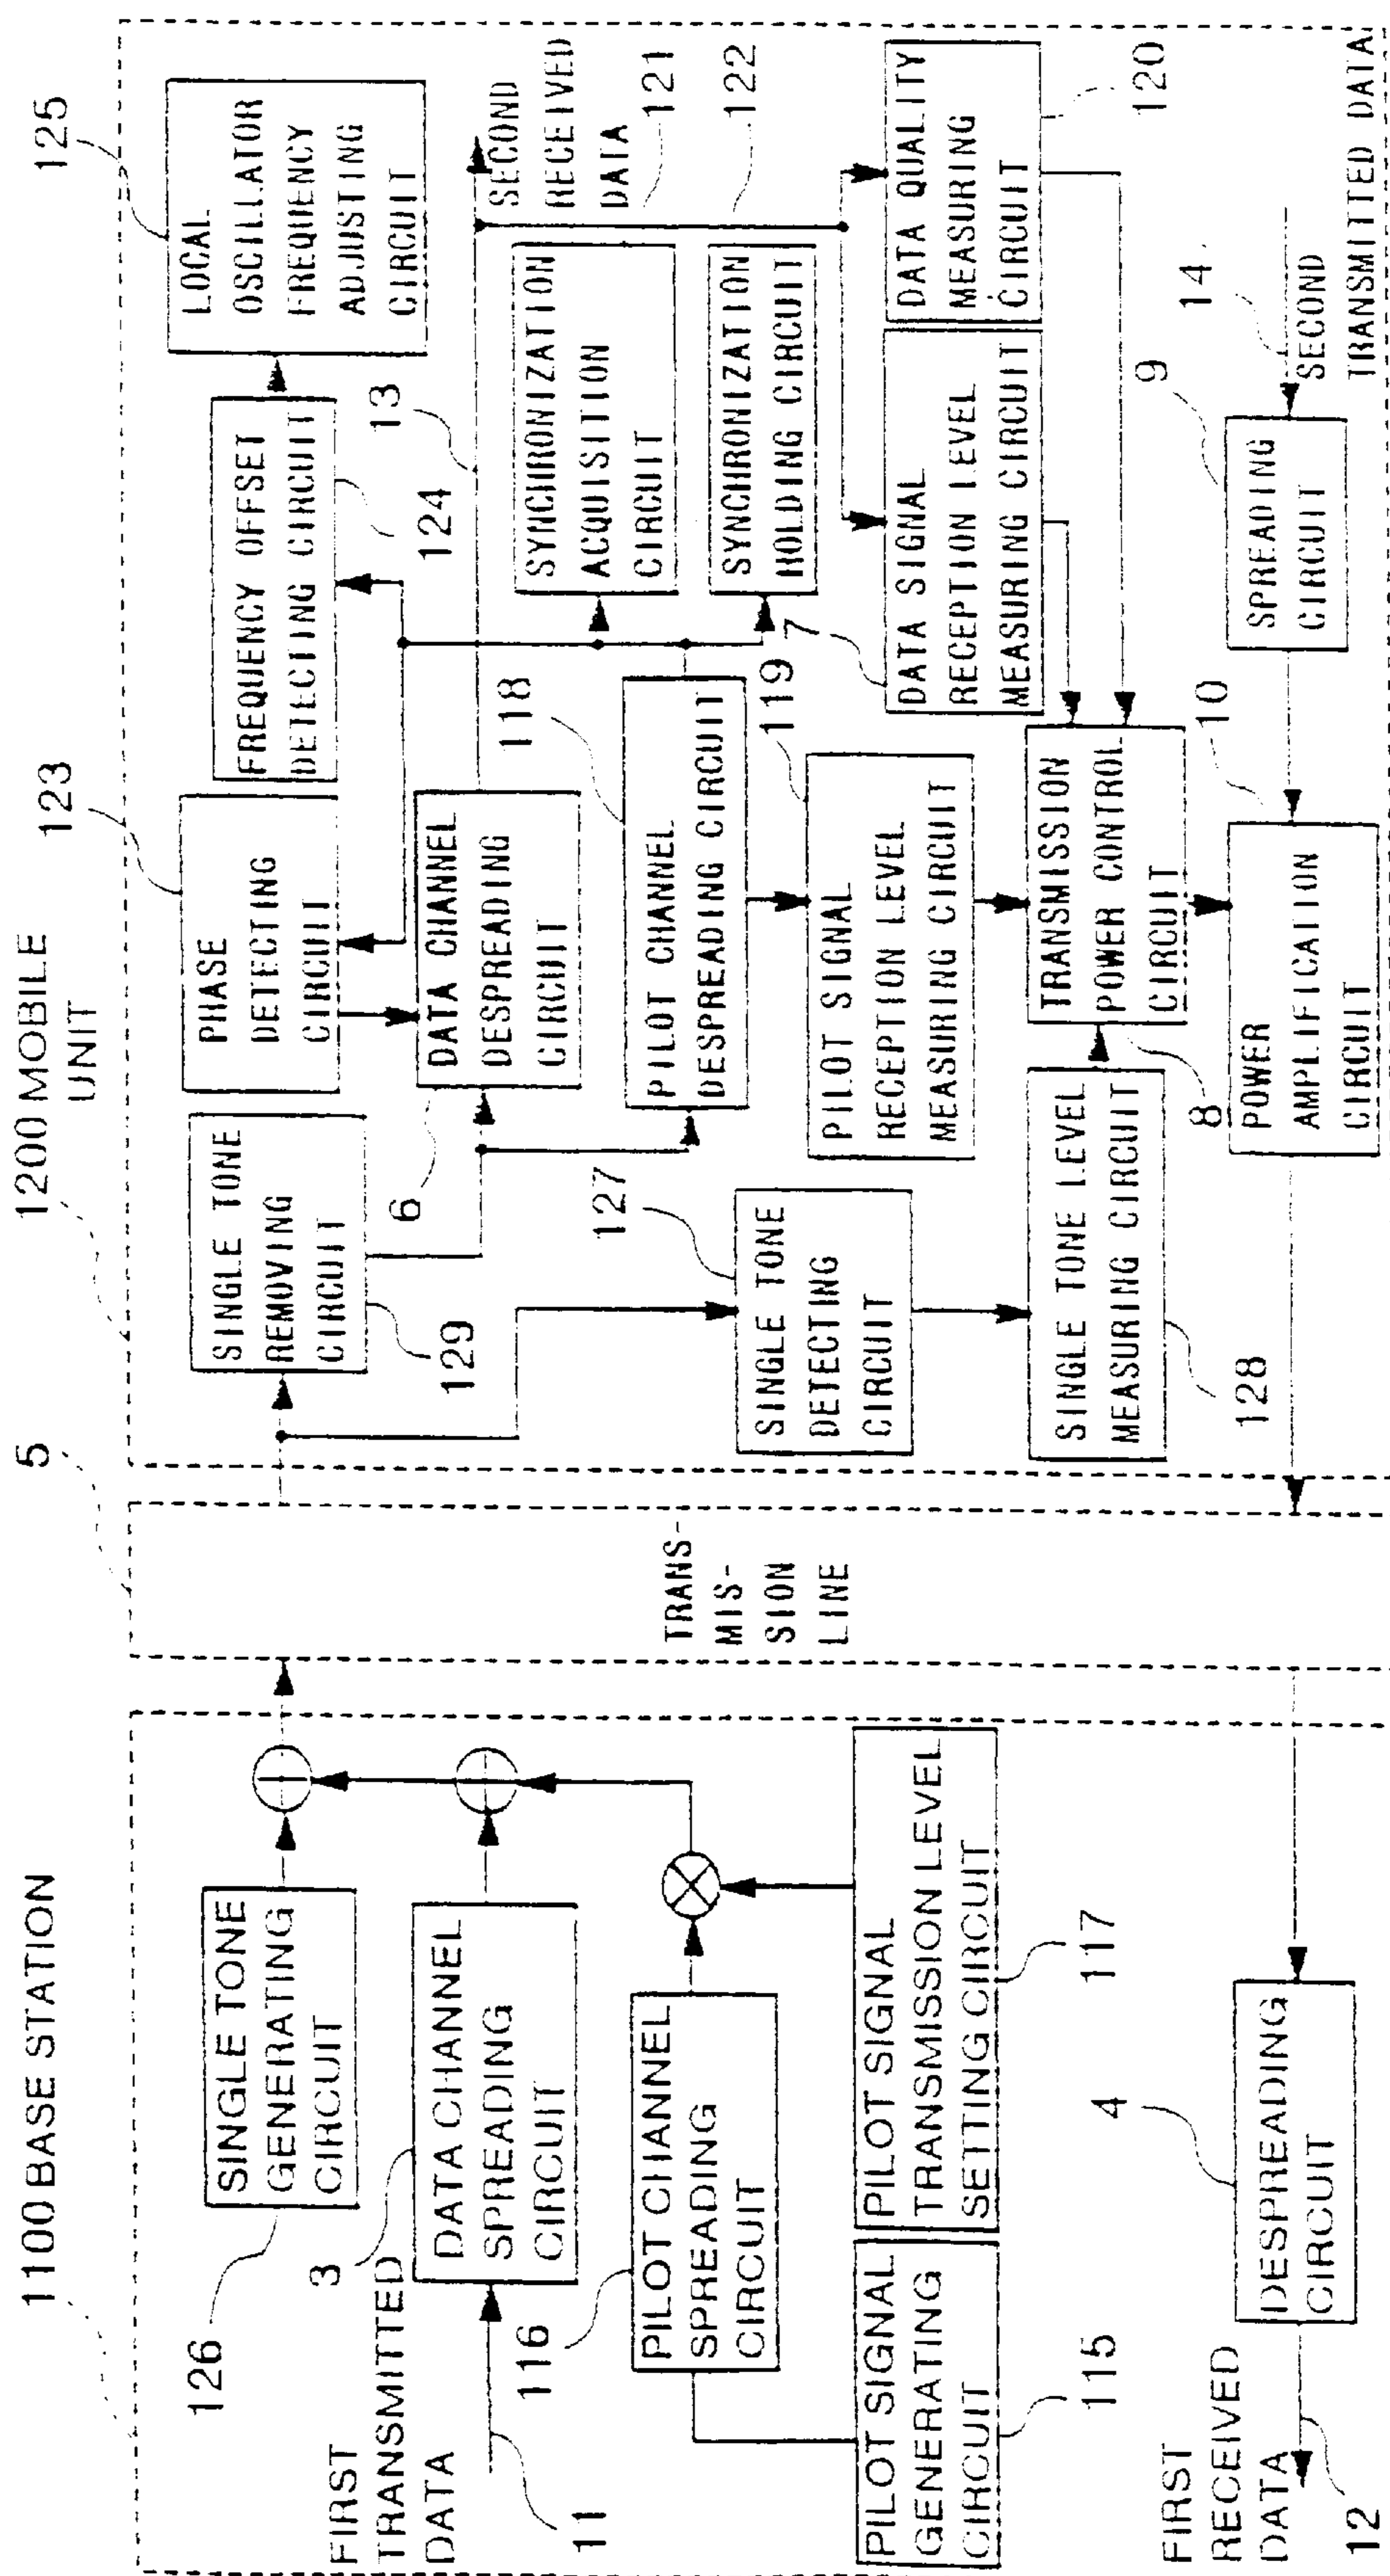 1100 BASE STATION
126
SINGLE TONE
GENERATING
CIRCUIT
FIRST
TRANSMITTED
DATA
11
3
DATA CHANNEL
SPREADING
CIRCUIT
116
PILOT CHANNEL
SPREADING
CIRCUIT
PILOT SIGNAL
GENERATING
CIRCUIT
115
PILOT SIGNAL
TRANSMISSION LEVEL
SETTING CIRCUIT
117
FIRST
RECEIVED
DATA
12
4
DESPREADING
CIRCUIT
5
TRANS-
MIS-
SION
LINE
1200 MOBILE
UNIT
SINGLE TONE
REMOVING
CIRCUIT
129
123
PHASE
DETECTING
CIRCUIT
125
LOCAL
OSCILLATOR
FREQUENCY
ADJUSTING
CIRCUIT
FREQUENCY OFFSET
DETECTING CIRCUIT
124
6
DATA CHANNEL
DESPREADING
CIRCUIT
13
SECOND
RECEIVED
DATA
118
PILOT CHANNEL
DESPREADING CIRCUIT
SYNCHRONIZATION
ACQUISITION
CIRCUIT
121
SYNCHRONIZATION
HOLDING CIRCUIT
122
127
SINGLE TONE
DETECTING
CIRCUIT
119
PILOT SIGNAL
RECEPTION LEVEL
MEASURING CIRCUIT
7
DATA SIGNAL
RECEPTION LEVEL
MEASURING CIRCUIT
DATA QUALITY
MEASURING
CIRCUIT
120
SINGLE TONE LEVEL
MEASURING CIRCUIT
128
TRANSMISSION
POWER CONTROL
CIRCUIT
8
10
POWER
AMPLIFICATION
CIRCUIT
9
SPREADING
CIRCUIT
14
SECOND
TRANSMITTED DATA